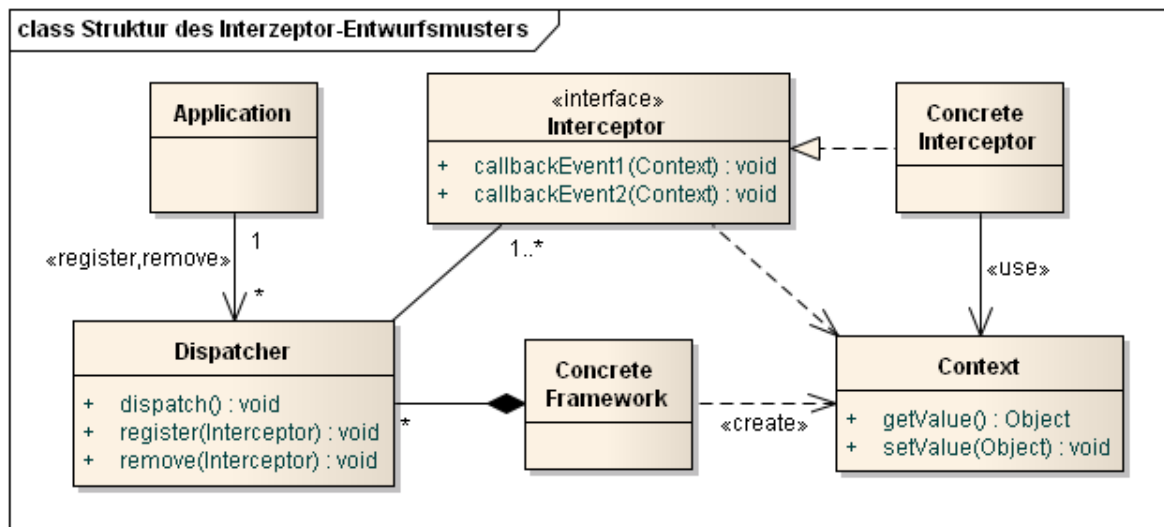 class Struktur des Interzeptor-Entwurfsmusters
Application
«interface»
Interceptor
+ callbackEvent1(Context) : void
+ callbackEvent2(Context) : void
Concrete
Interceptor
«register,remove»
1
*
1..*
«use»
Dispatcher
+ dispatch() : void
+ register(Interceptor) : void
+ remove(Interceptor) : void
*
Concrete
Framework
«create»
Context
+ getValue() : Object
+ setValue(Object) : void